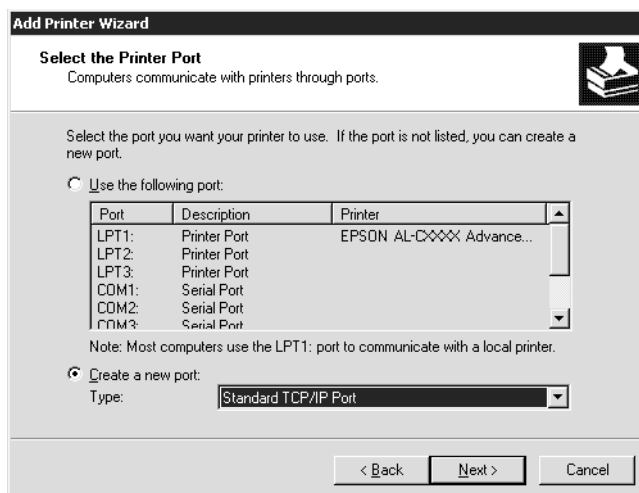 Add Printer Wizard
Select the Printer Port
Computers communicate with printers through ports.
Select the port you want your printer to use. If the port is not listed, you can create a
new port.
Use the following port:
Port Description Printer
LPT1: Printer Port EPSON AL-CXXXX Advance...
LPT2: Printer Port
LPT3: Printer Port
COM1: Serial Port
COM2: Serial Port
COM3: Serial Port
Note: Most computers use the LPT1: port to communicate with a local printer.
Create a new port:
Type: Standard TCP/IP Port
< Back Next > Cancel